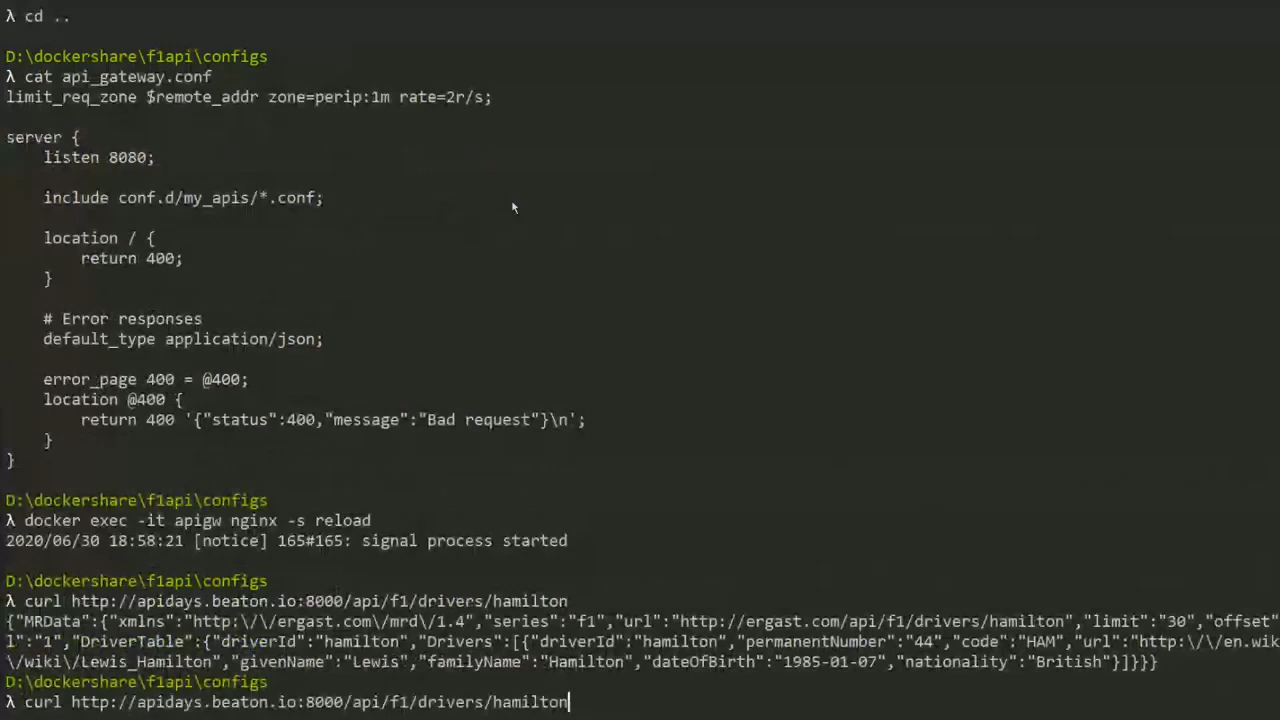 λ cd ..
D:\dockershare\f1api\configs
λ cat api_gateway.conf
limit_req_zone $remote_addr zone=perip:1m rate=2r/s;
server {
    listen 8080;
    include conf.d/my_apis/*.conf;
    location / {
        return 400;
    }
    # Error responses
    default_type application/json;
    error_page 400 = @400;
    location @400 {
        return 400 '{"status":400,"message":"Bad request"}\n';
    }
}
D:\dockershare\f1api\configs
λ docker exec -it apigw nginx -s reload
2020/06/30 18:58:21 [notice] 165#165: signal process started
D:\dockershare\f1api\configs
λ curl http://apidays.beaton.io:8000/api/f1/drivers/hamilton
{"MRData":{"xmlns":"http:\/\/ergast.com\/mrd\/1.4","series":"f1","url":"http://ergast.com/api/f1/drivers/hamilton","limit":"30","offset"
l":"1","DriverTable":{"driverId":"hamilton","Drivers":[{"driverId":"hamilton","permanentNumber":"44","code":"HAM","url":"http:\/\/en.wik
\/wiki\/Lewis_Hamilton","givenName":"Lewis","familyName":"Hamilton","dateOfBirth":"1985-01-07","nationality":"British"}]}}}
D:\dockershare\f1api\configs
λ curl http://apidays.beaton.io:8000/api/f1/drivers/hamilton